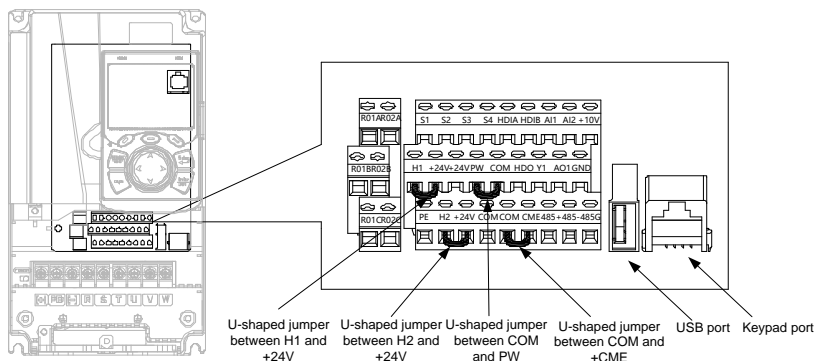 R01A R02A
S1 S2 S3 S4 HDIA HDIB AI1 AI2 +10V
R01B R02B
H1 +24V +24V PW COM HDO Y1 AO1 GND
R01C R02C
PE H2 +24V COM COM CME 485+ 485- 485G
R S T U V W
U-shaped jumper
between H1 and
+24V
U-shaped jumper
between H2 and
+24V
U-shaped jumper
between COM
and PW
U-shaped jumper
between COM and
+CME
USB port
Keypad port